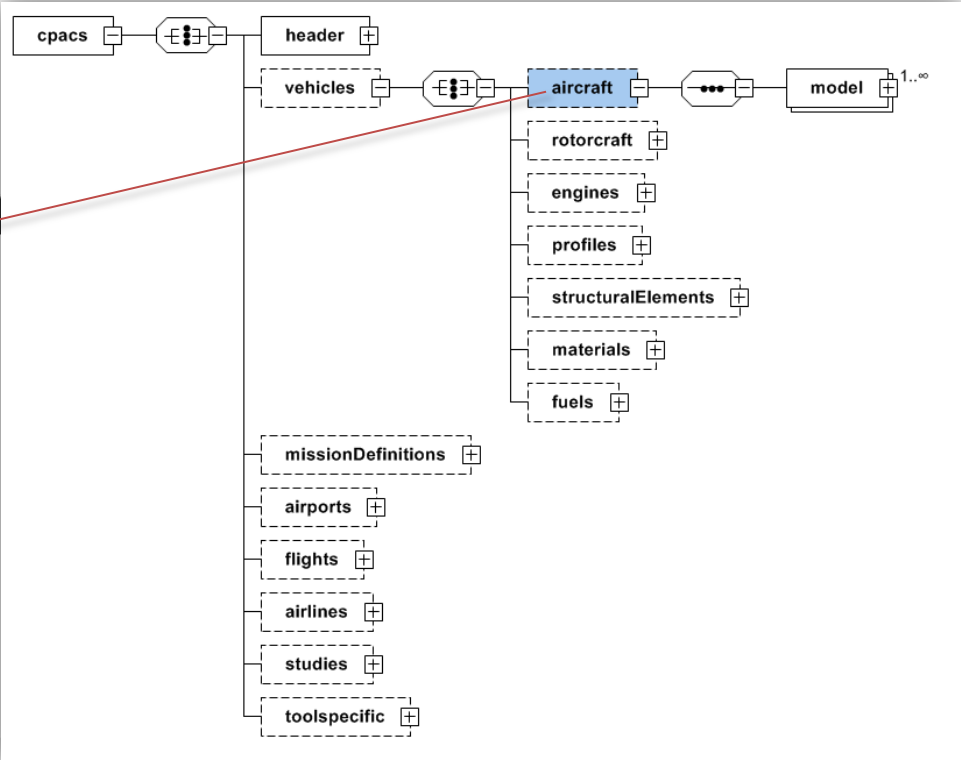 cpacs
header
vehicles
aircraft
model
1..∞
rotorcraft
engines
profiles
structuralElements
materials
fuels
missionDefinitions
airports
flights
airlines
studies
toolspecific